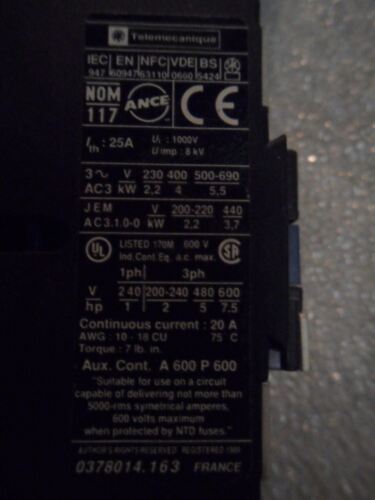 Telemecanique
IEC EN NFC VDE BS
947 60947 63110 0660 5424
NOM
117
ANCE
CE
Ith : 25A Ui : 1000V
U imp : 8 kV
3~ V 230 400 500-690
AC3 kW 2,2 4 5,5
JEM V 200-220 440
AC3.1.0-0 kW 2,2 3,7
UL LISTED 170M 600 V SA
Ind. Cont. Eq. a.c. max.
1ph 3ph
V 240 200-240 480 600
hp 1 2 5 7.5
Continuous current : 20 A
AWG : 10 - 18 CU 75 C
Torque : 7 lb. in.
Aux. Cont. A 600 P 600
"Suitable for use on a circuit
capable of delivering not more than
5000-rms symetrical amperes,
600 volts maximum
when protected by NTD fuses."
AUTHOR'S RIGHTS RESERVED REGISTERED
0378014.163 FRANCE